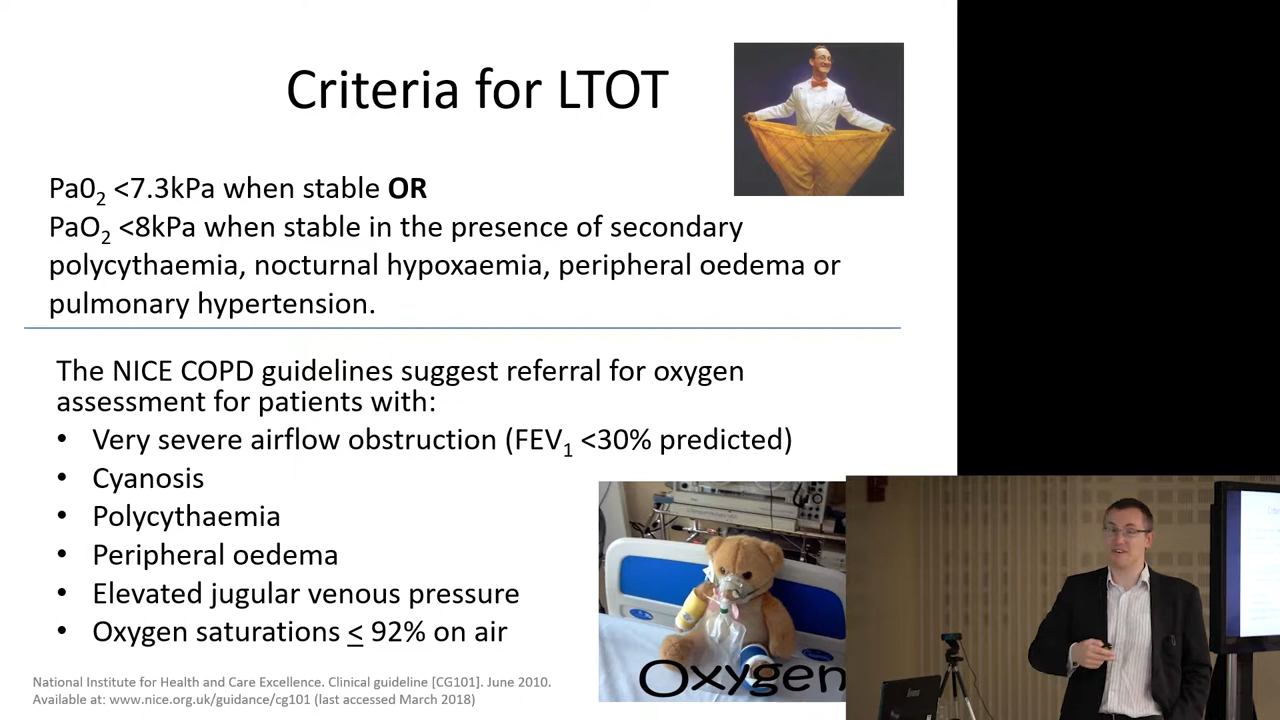 Criteria for LTOT
Pa0₂ <7.3kPa when stable OR
PaO₂ <8kPa when stable in the presence of secondary
polycythaemia, nocturnal hypoxaemia, peripheral oedema or
pulmonary hypertension.
The NICE COPD guidelines suggest referral for oxygen
assessment for patients with:
• Very severe airflow obstruction (FEV₁ <30% predicted)
• Cyanosis
• Polycythaemia
• Peripheral oedema
• Elevated jugular venous pressure
• Oxygen saturations ≤ 92% on air
Oxygen
National Institute for Health and Care Excellence. Clinical guideline [CG101]. June 2010.
Available at: www.nice.org.uk/guidance/cg101 (last accessed March 2018)